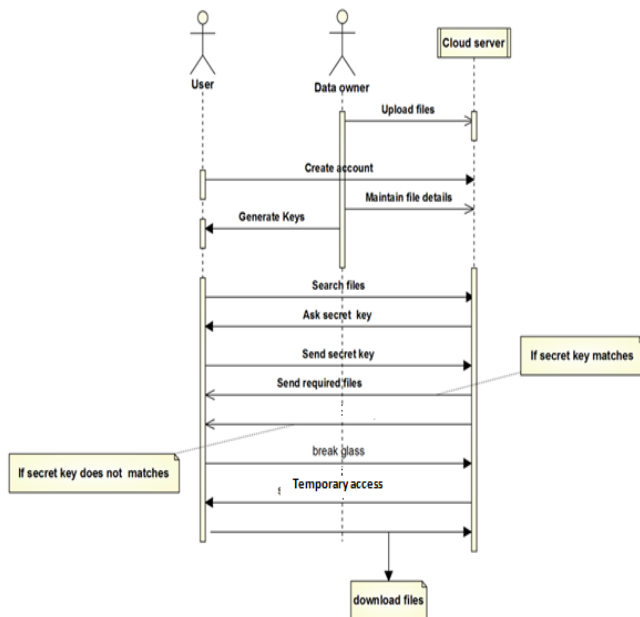 User
Data owner
Cloud server
Upload files
Create account
Maintain file details
Generate Keys
Search files
Ask secret key
Send secret key
If secret key matches
Send required files
If secret key does not matches
break glass
Temporary access
download files